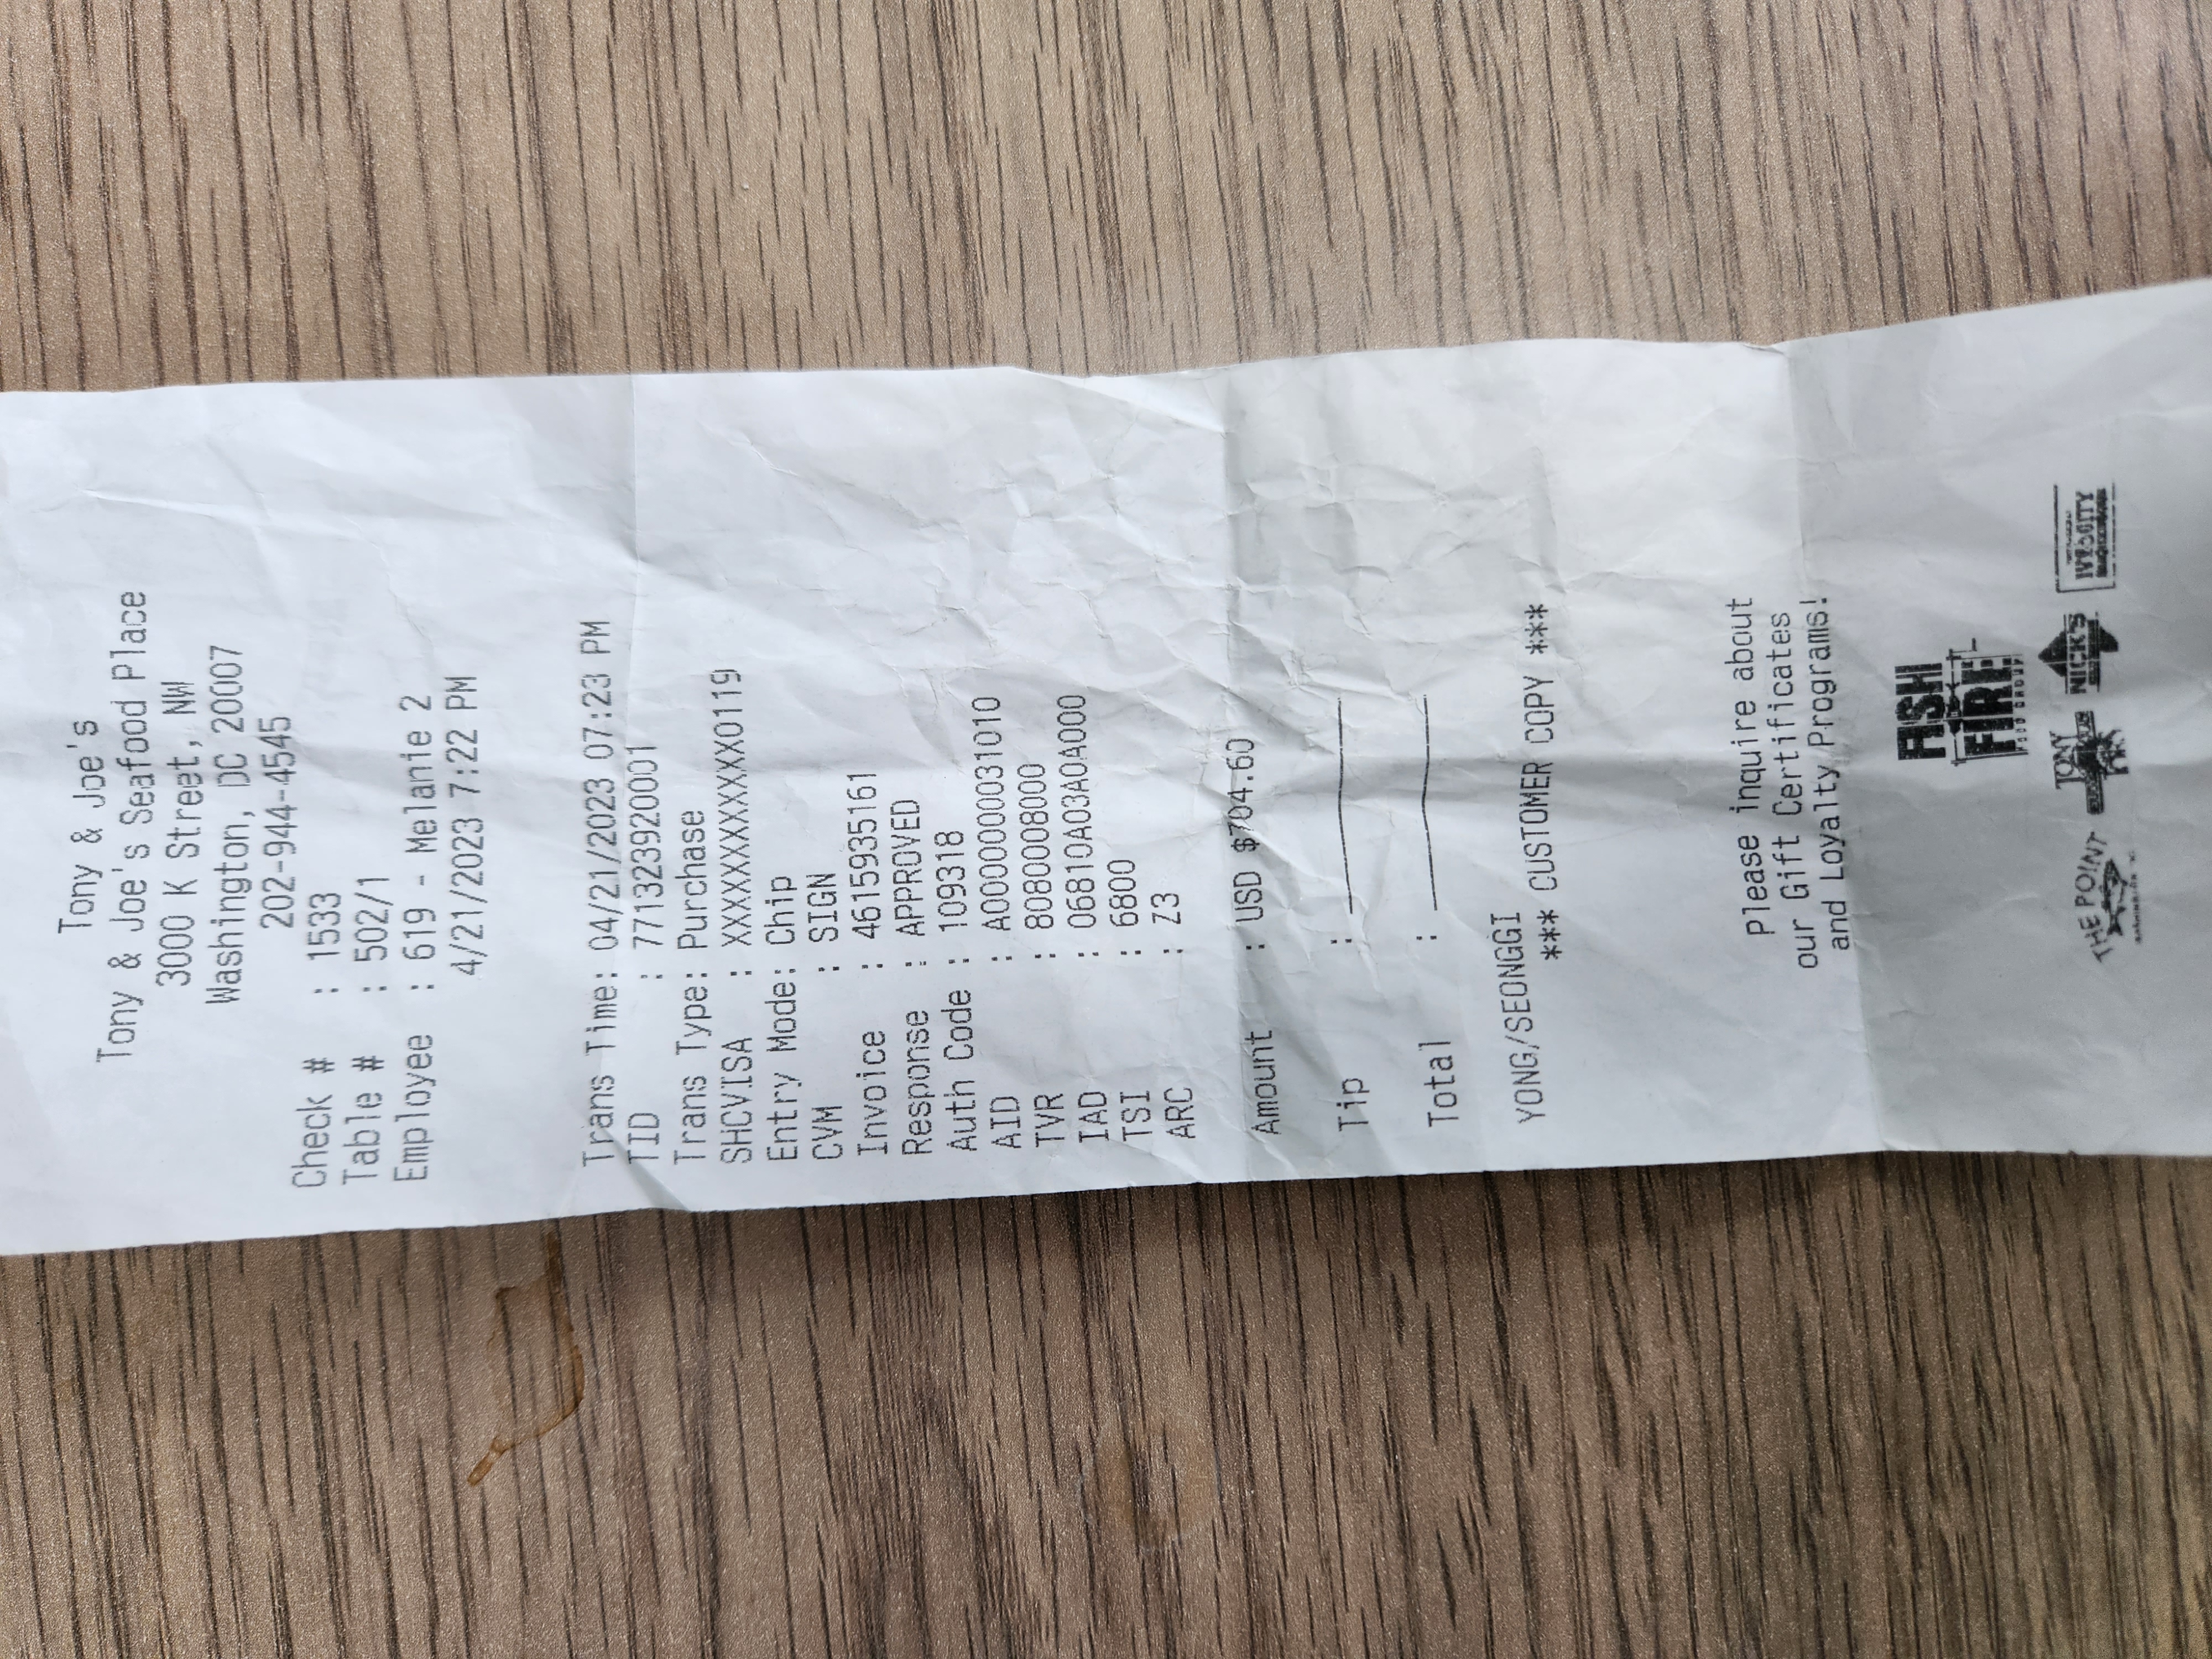 Tony & Joe's
Tony & Joe's Seafood Place
3000 K Street, NW
Washington, DC 20007
202-944-4545
Check # : 1533
Table # : 502/1
Employee : 619 - Melanie 2
4/21/2023 7:22 PM
Trans Time: 04/21/2023 07:23 PM
TID : 771323920001
Trans Type: Purchase
SHCVISA : XXXXXXXXXXXX0119
Entry Mode: Chip
CVM : SIGN
Invoice : 4615935161
Response : APPROVED
Auth Code : 109318
AID : A0000000031010
TVR : 8080008000
IAD : 06810A03A0A000
TSI : 6800
ARC : Z3
Amount : USD $704.60
Tip : __________
Total : __________
YONG/SEONGGI
*** CUSTOMER COPY ***
Please inquire about
our Gift Certificates
and Loyalty Programs!
FISH
FIRE
FOOD GROUP
THE POINT
TONY
JOE'S
NICK'S